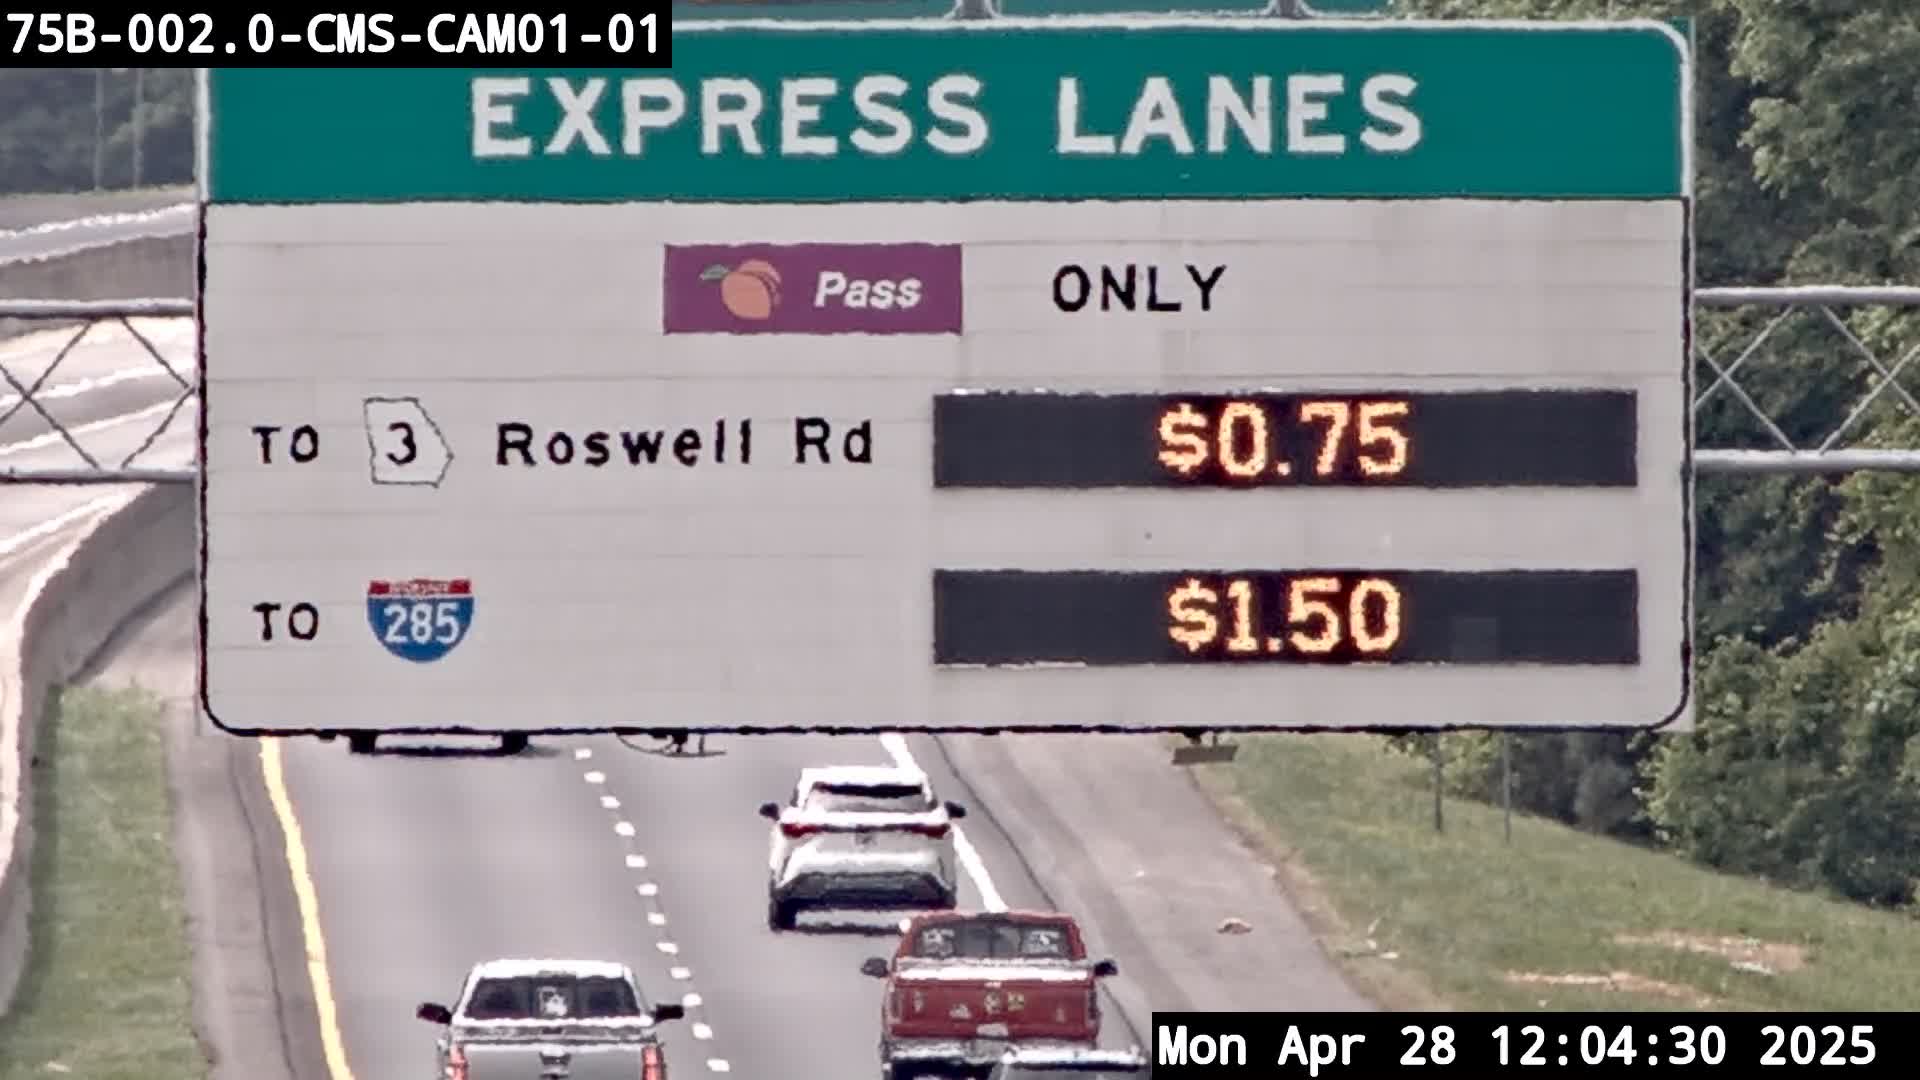 75B-002.0-CMS-CAM01-01
EXPRESS LANES
Pass ONLY
TO 3 Roswell Rd $0.75
TO 285 $1.50
Mon Apr 28 12:04:30 2025